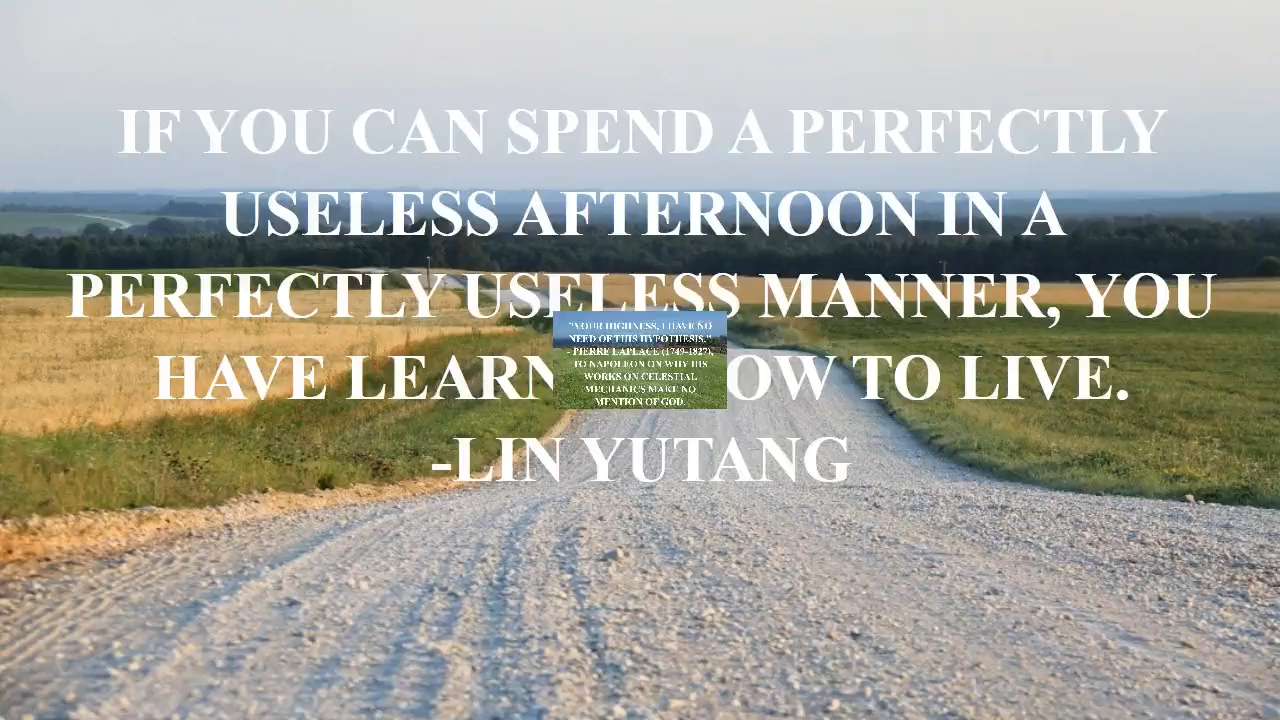 IF YOU CAN SPEND A PERFECTLY
USELESS AFTERNOON IN A
PERFECTLY USELESS MANNER, YOU
HAVE LEARN OW TO LIVE.
-LIN YUTANG
"YOUR HIGHNESS, I HAVE NO
NEED OF THIS HYPOTHESIS."
- PIERRE LAPLACE (1749-1827),
TO NAPOLEON ON WHY HIS
WORKS ON CELESTIAL
MECHANICS MAKE NO
MENTION OF GOD.